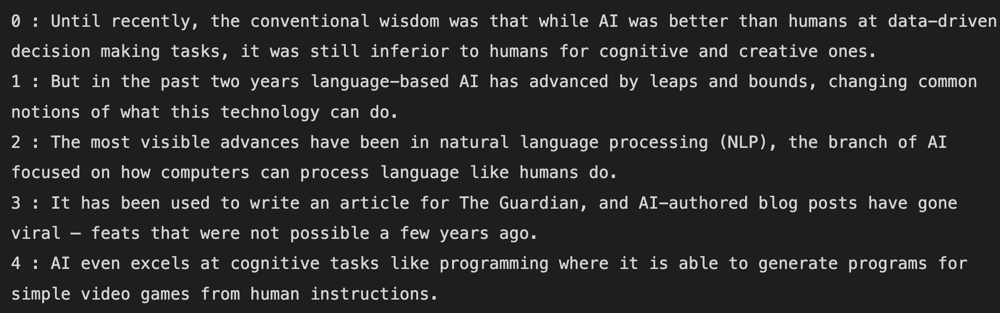 0 : Until recently, the conventional wisdom was that while AI was better than humans at data-driven
decision making tasks, it was still inferior to humans for cognitive and creative ones.
1 : But in the past two years language-based AI has advanced by leaps and bounds, changing common
notions of what this technology can do.
2 : The most visible advances have been in natural language processing (NLP), the branch of AI
focused on how computers can process language like humans do.
3 : It has been used to write an article for The Guardian, and AI-authored blog posts have gone
viral — feats that were not possible a few years ago.
4 : AI even excels at cognitive tasks like programming where it is able to generate programs for
simple video games from human instructions.